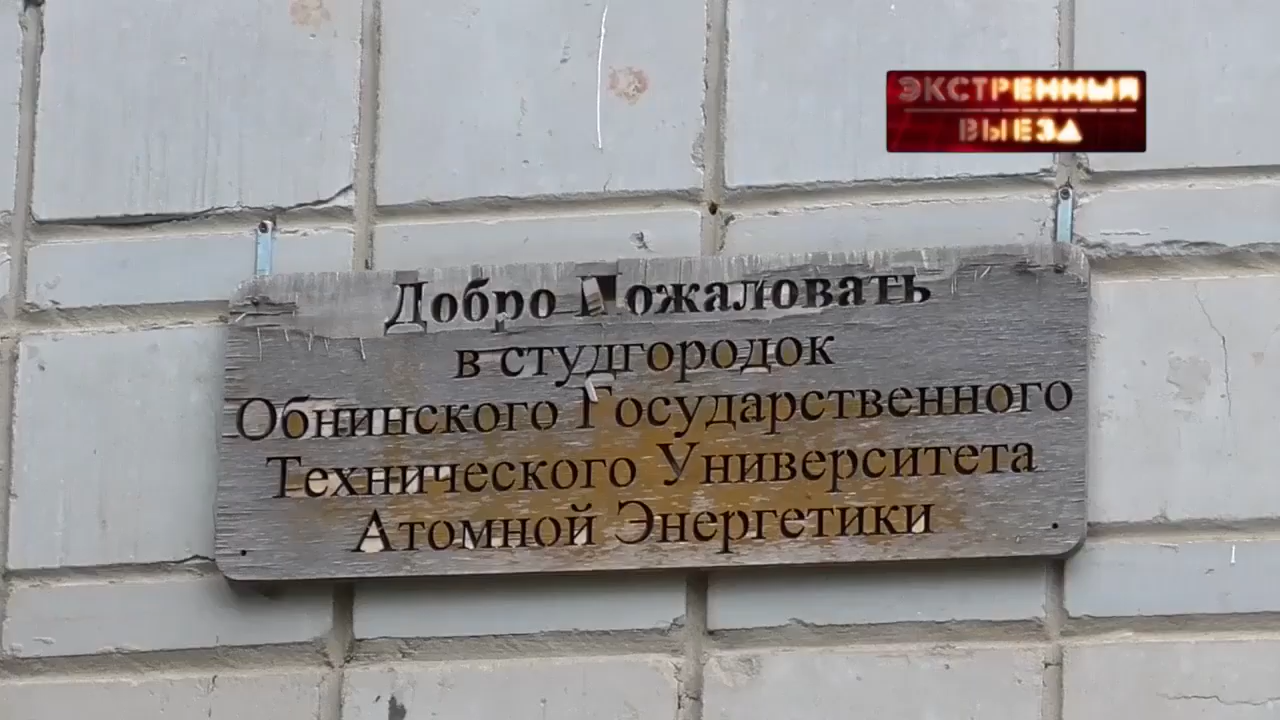 ЭКСТРЕННЫЙ
ВЫЕЗД
Добро Пожаловать
в студгородок
Обнинского Государственного
Технического Университета
Атомной Энергетики